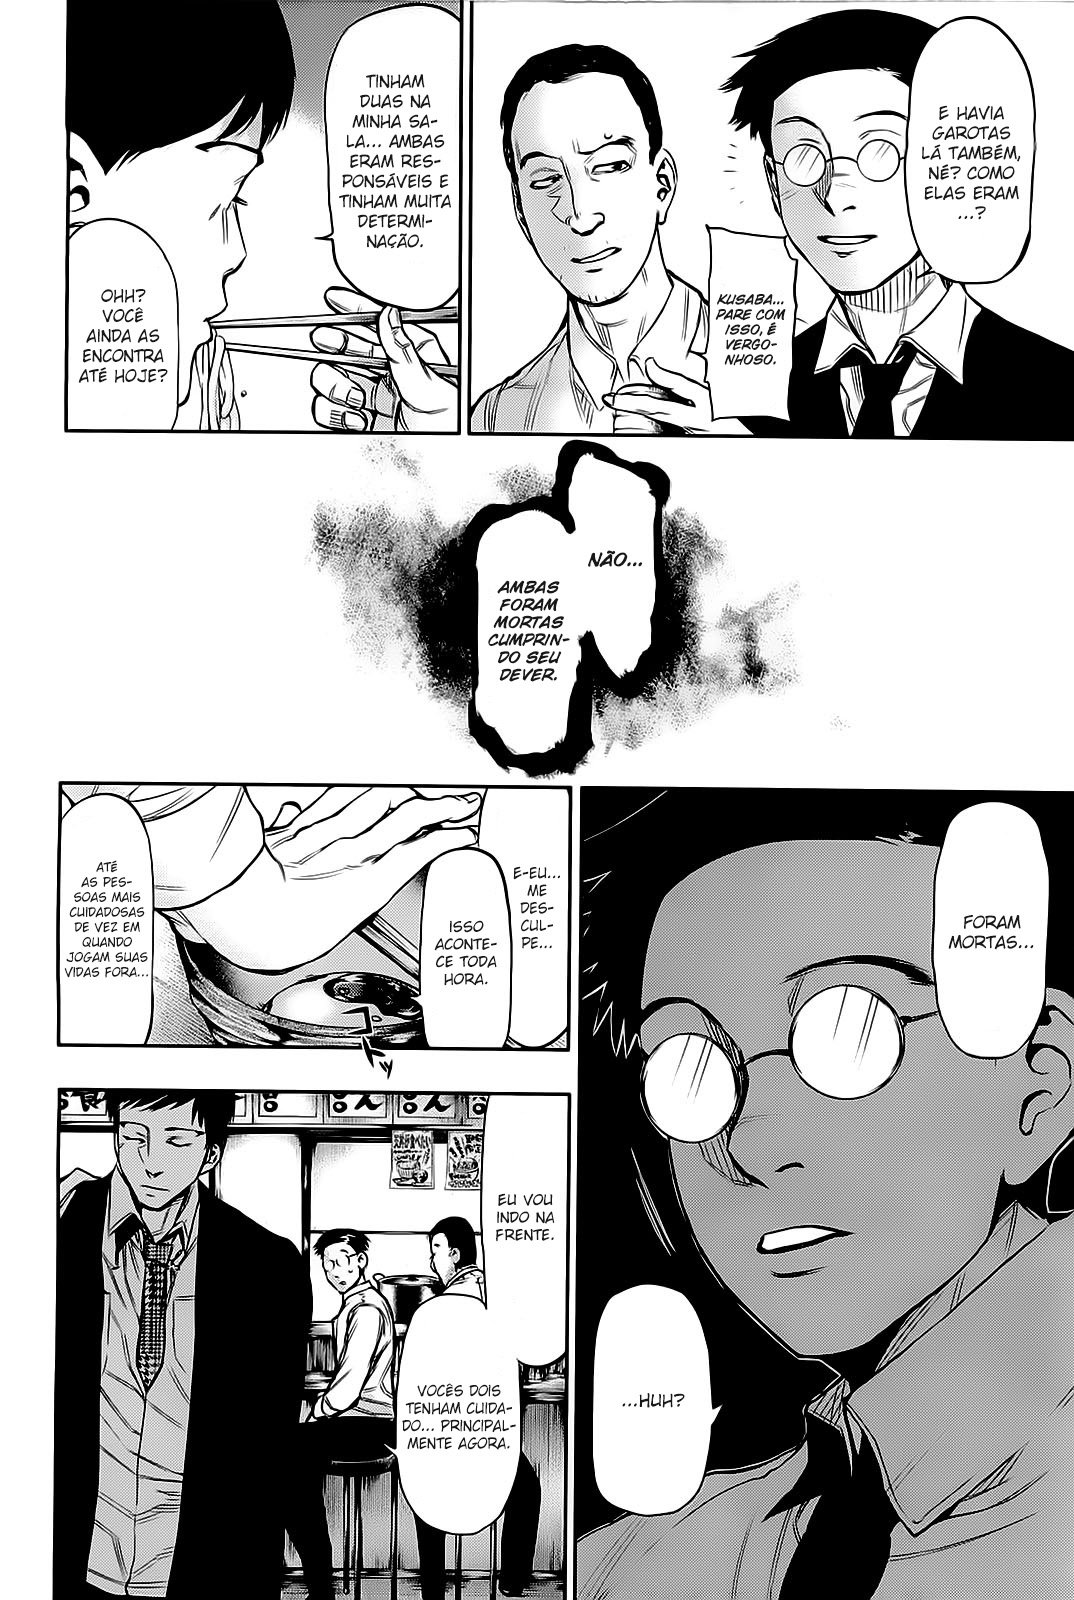 E HAVIA
GAROTAS
LÁ TAMBÉM,
NÉ? COMO
ELAS ERAM
...?
KUSABA...
PARE COM
ISSO, É
VERGO-
NHOSO.
TINHAM
DUAS NA
MINHA SA-
LA... AMBAS
ERAM RES-
PONSÁVEIS E
TINHAM MUITA
DETERMI-
NAÇÃO.
OHH?
VOCÊ
AINDA AS
ENCONTRA
ATÉ HOJE?
NÃO...
AMBAS
FORAM
MORTAS
CUMPRIN-
DO SEU
DEVER.
FORAM
MORTAS...
...HUH?
E-EU...
ME
DES-
CUL-
PE...
ISSO
ACONTE-
CE TODA
HORA.
ATÉ
AS PES-
SOAS MAIS
CUIDADOSAS
DE VEZ EM
QUANDO
JOGAM SUAS
VIDAS FORA...
EU VOU
INDO NA
FRENTE.
VOCÊS DOIS
TENHAM CUIDA-
DO... PRINCIPAL-
MENTE AGORA.